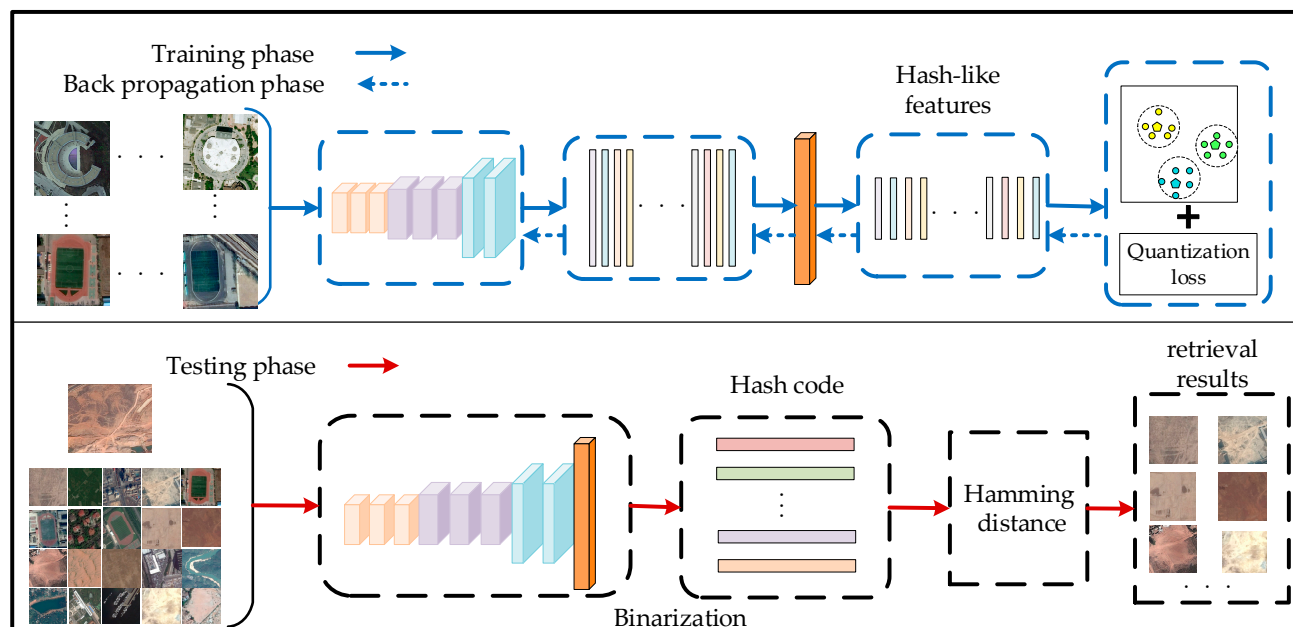 Training phase
Back propagation phase
Hash-like
features
Quantization
loss
Testing phase
Hash code
retrieval
results
Hamming
distance
Binarization